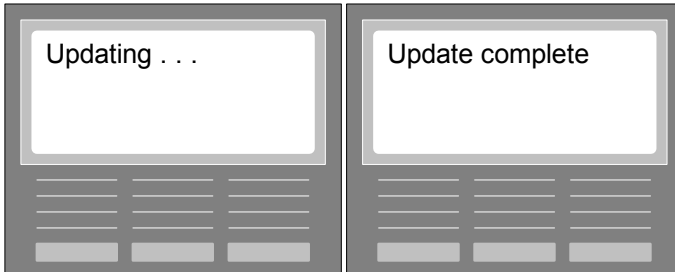 Updating . . .
Update complete